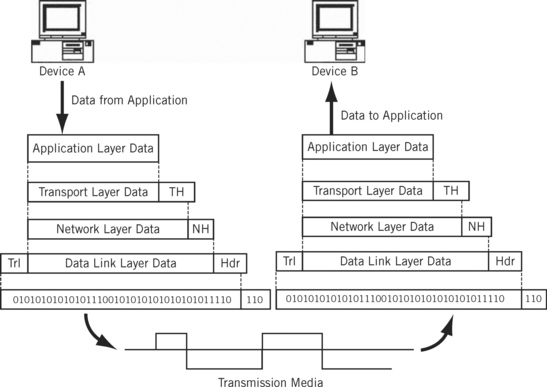 Device A
Device B
Data from Application
Data to Application
Application Layer Data
Application Layer Data
Transport Layer Data TH
Transport Layer Data TH
Network Layer Data NH
Network Layer Data NH
Trl Data Link Layer Data Hdr
Trl Data Link Layer Data Hdr
010101010101011100101010101010101011110 110
010101010101011100101010101010101011110 110
Transmission Media